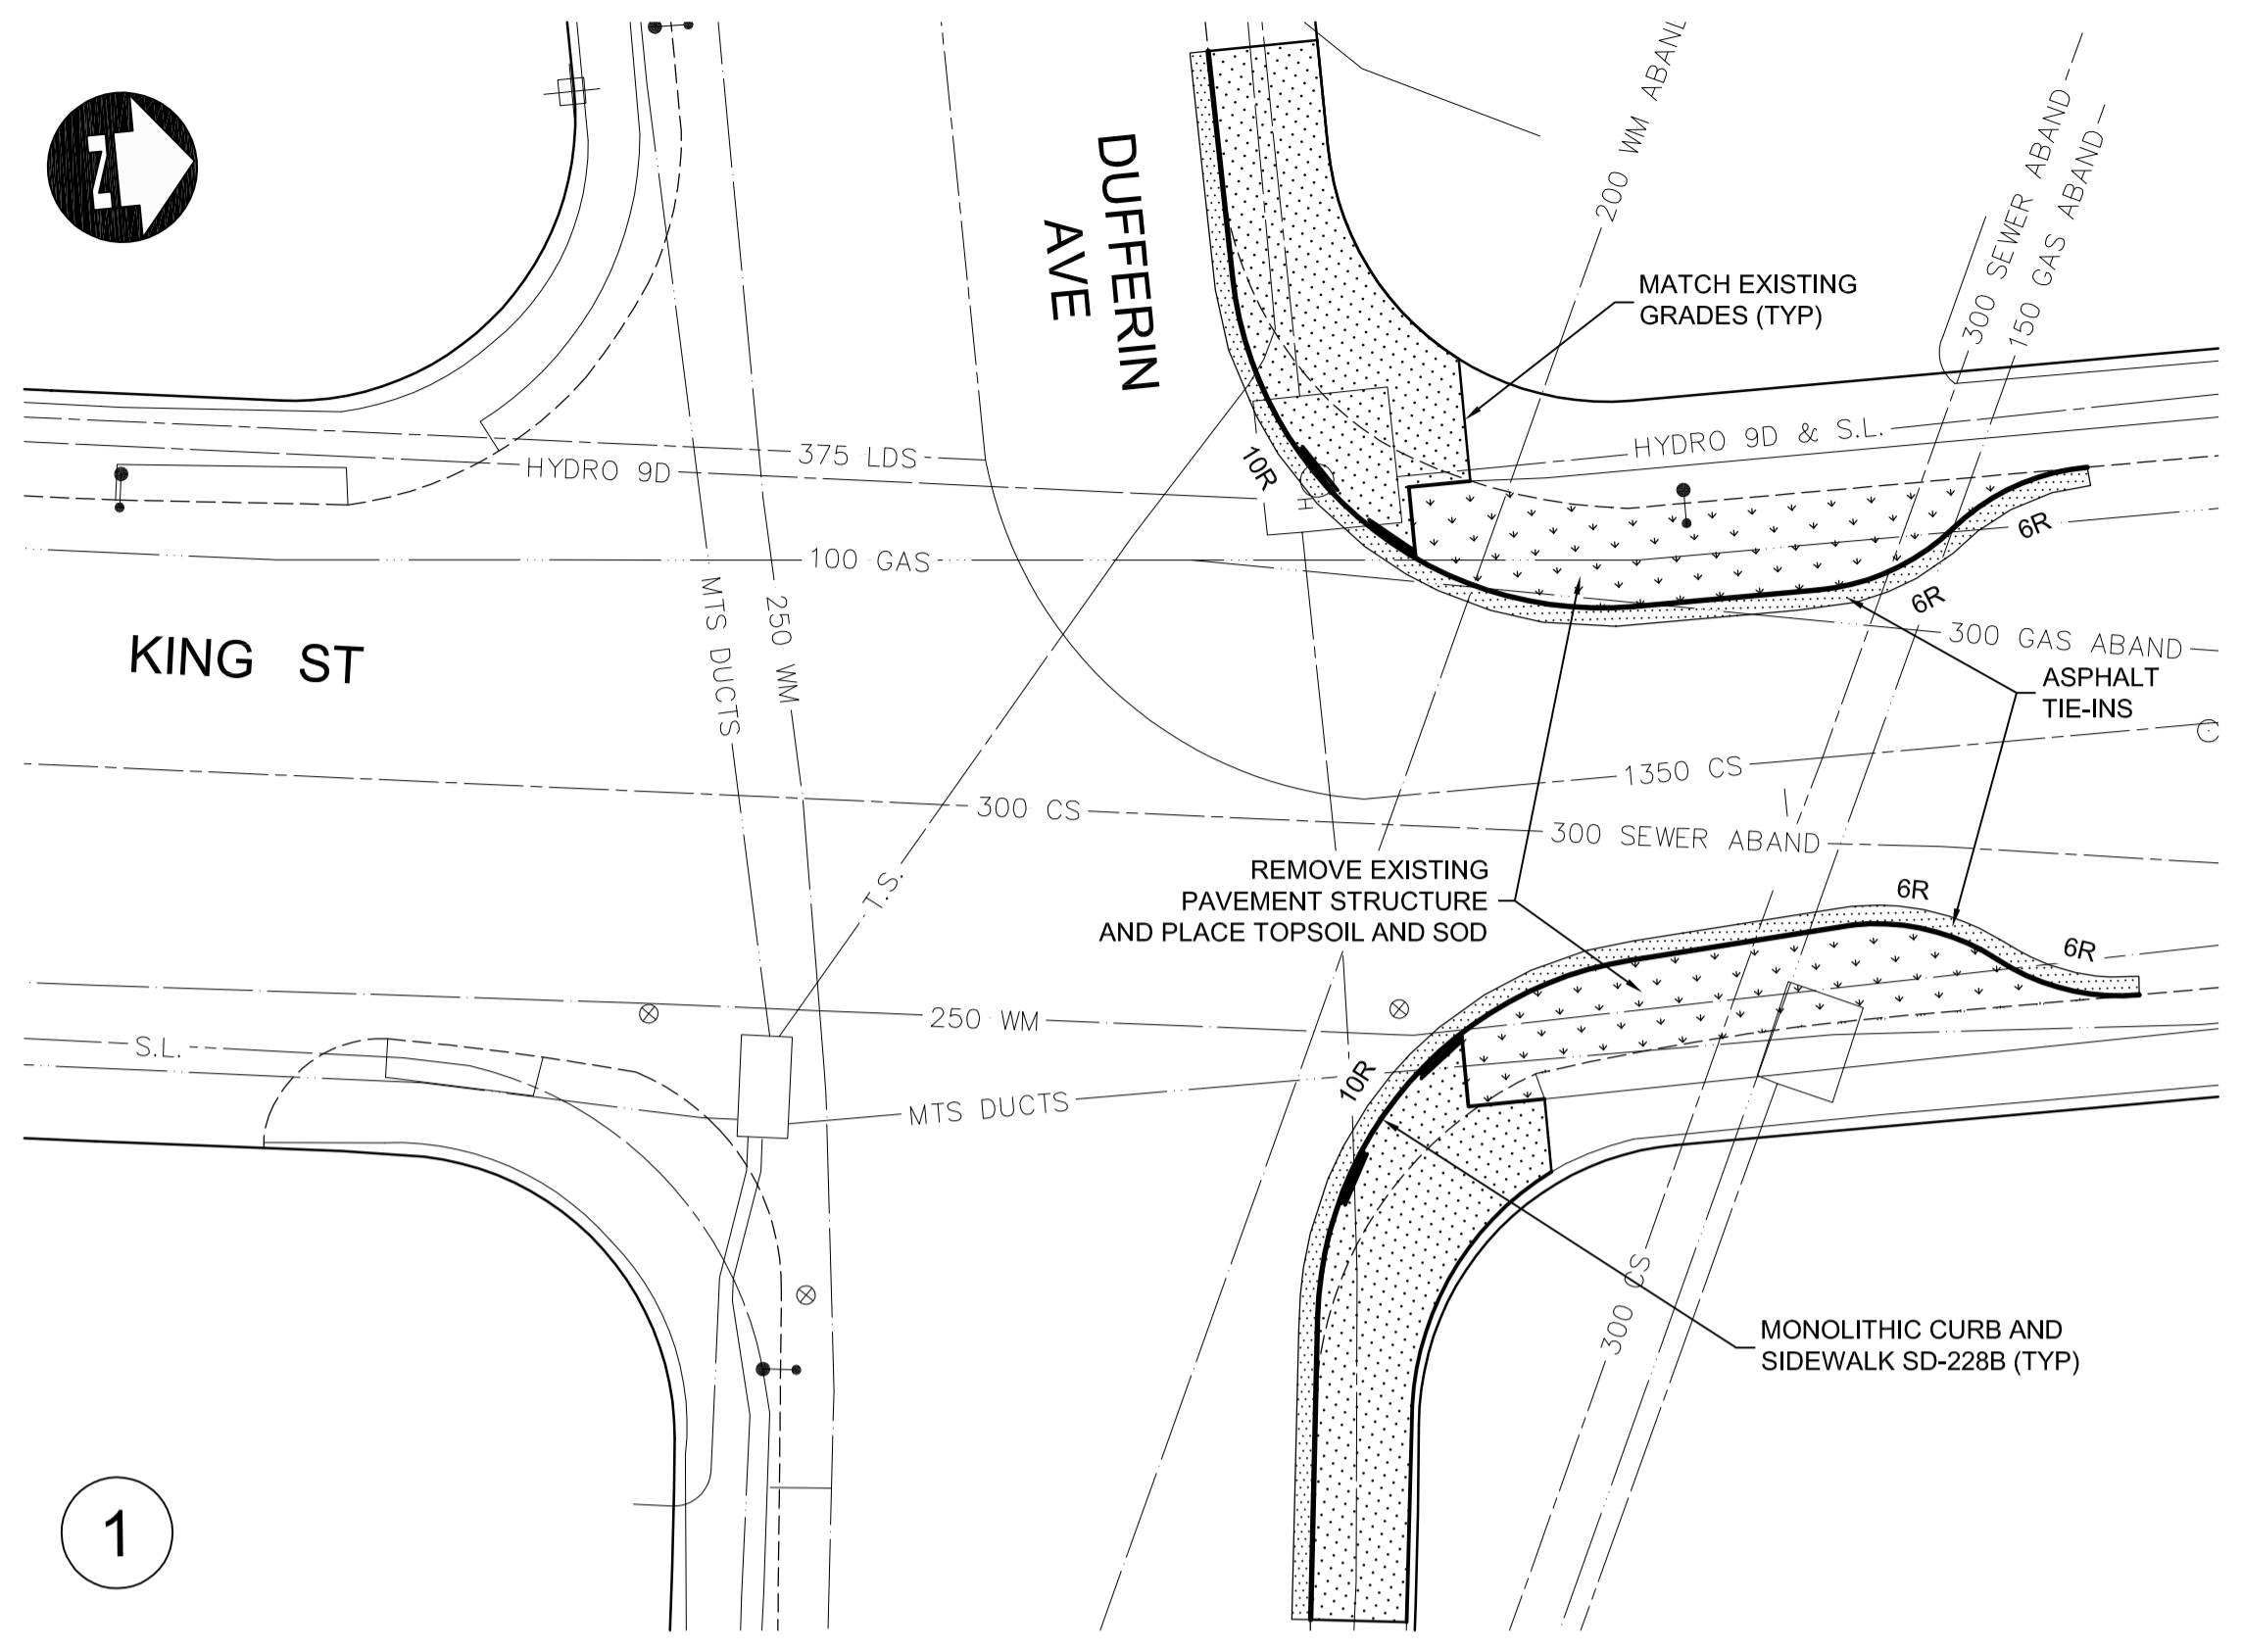 N
DUFFERIN
AVE
200 WM ABAN
300 SEWER ABAND
150 GAS ABAND
MATCH EXISTING
GRADES (TYP)
375 LDS
HYDRO 9D
HYDRO 9D & S.L.
10R
6R
100 GAS
6R
MTS DUCTS
250 WM
KING ST
300 GAS ABAND
ASPHALT
TIE-INS
1350 CS
300 CS
300 SEWER ABAND
T.S.
REMOVE EXISTING
PAVEMENT STRUCTURE
AND PLACE TOPSOIL AND SOD
6R
6R
250 WM
S.L.
10R
MTS DUCTS
300 CS
MONOLITHIC CURB AND
SIDEWALK SD-228B (TYP)
1